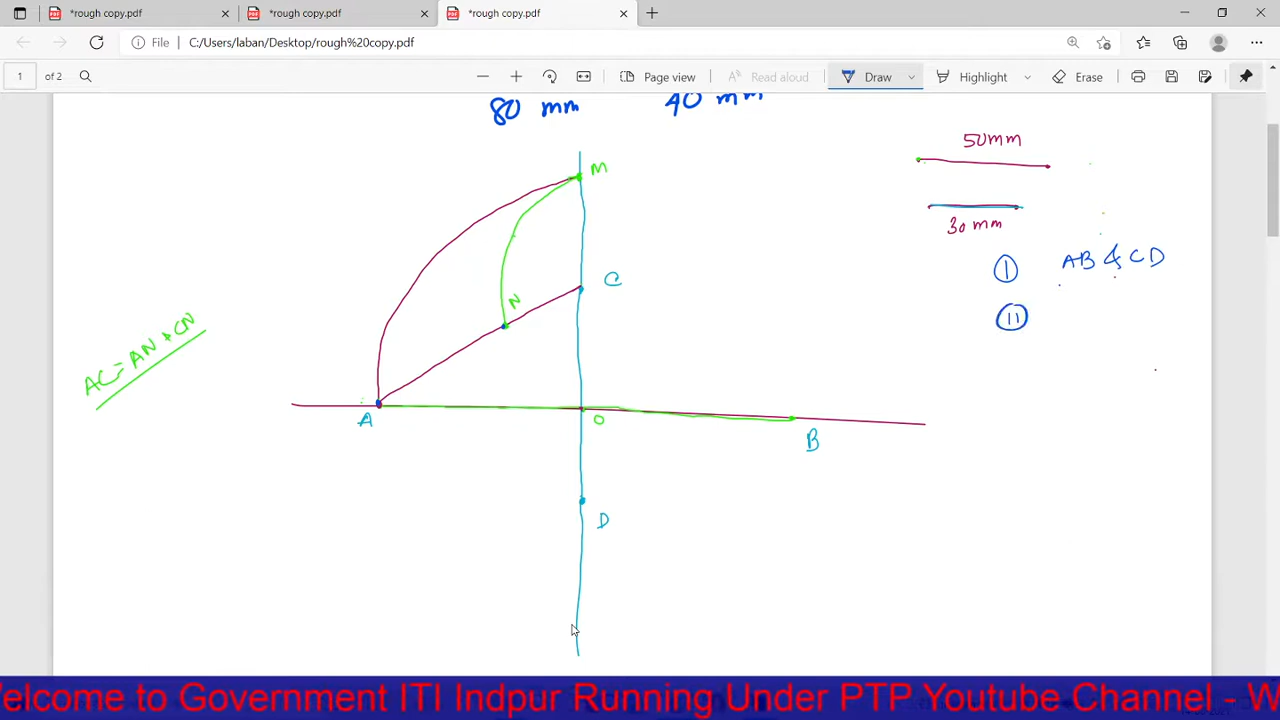 *rough copy.pdf
*rough copy.pdf
*rough copy.pdf
File
C:/Users/laban/Desktop/rough%20copy.pdf
1
of 2
Page view
Read aloud
Draw
Highlight
Erase
80 mm
40 mm
50mm
M
30 mm
AB & CD
I
C
N
II
AC=AN+CN
A
O
B
D
elcome to Government ITI Indpur Running Under PTP Youtube Channel - W